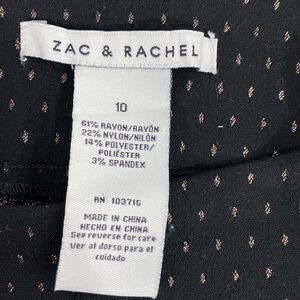 ZAC & RACHEL
10
61% RAYON/RAYÓN
22% NYLON/NILÓN
14% POLYESTER/
POLIÉSTER
3% SPANDEX
RN 103715
MADE IN CHINA
HECHO EN CHINA
See reverse for care
Ver al dorso para el
cuidado